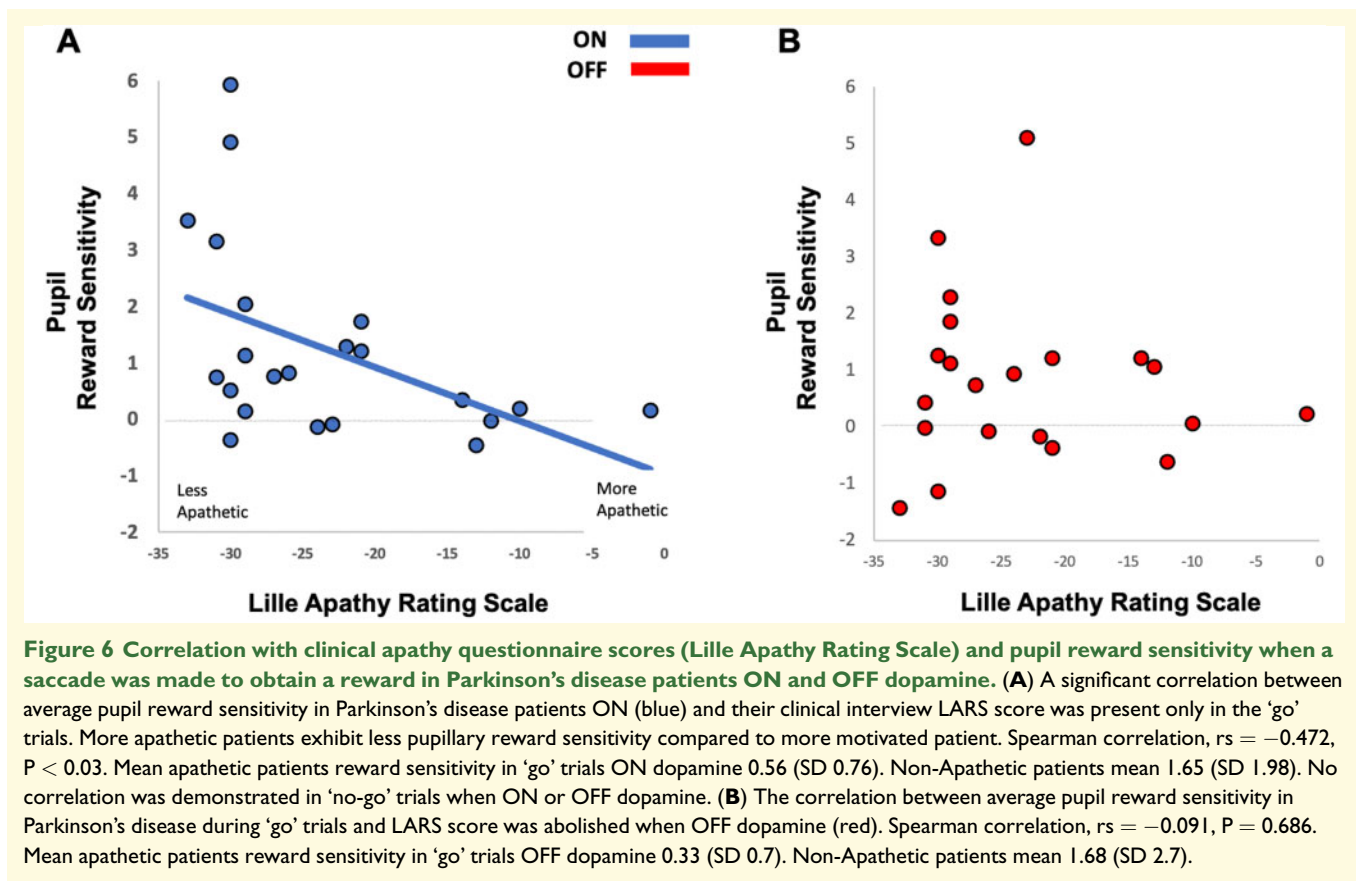 A
ON
OFF
B
6
5
4
3
2
1
0
-1
-2
Pupil
Reward Sensitivity
Less
Apathetic
More
Apathetic
-35 -30 -25 -20 -15 -10 -5 0
Lille Apathy Rating Scale
6
5
4
3
2
1
0
-1
-2
Pupil
Reward Sensitivity
-35 -30 -25 -20 -15 -10 -5 0
Lille Apathy Rating Scale
Figure 6 Correlation with clinical apathy questionnaire scores (Lille Apathy Rating Scale) and pupil reward sensitivity when a
saccade was made to obtain a reward in Parkinson’s disease patients ON and OFF dopamine. (A) A significant correlation between
average pupil reward sensitivity in Parkinson’s disease patients ON (blue) and their clinical interview LARS score was present only in the ‘go’
trials. More apathetic patients exhibit less pupillary reward sensitivity compared to more motivated patient. Spearman correlation, rs = −0.472,
P < 0.03. Mean apathetic patients reward sensitivity in ‘go’ trials ON dopamine 0.56 (SD 0.76). Non-Apathetic patients mean 1.65 (SD 1.98). No
correlation was demonstrated in ‘no-go’ trials when ON or OFF dopamine. (B) The correlation between average pupil reward sensitivity in
Parkinson’s disease during ‘go’ trials and LARS score was abolished when OFF dopamine (red). Spearman correlation, rs = −0.091, P = 0.686.
Mean apathetic patients reward sensitivity in ‘go’ trials OFF dopamine 0.33 (SD 0.7). Non-Apathetic patients mean 1.68 (SD 2.7).